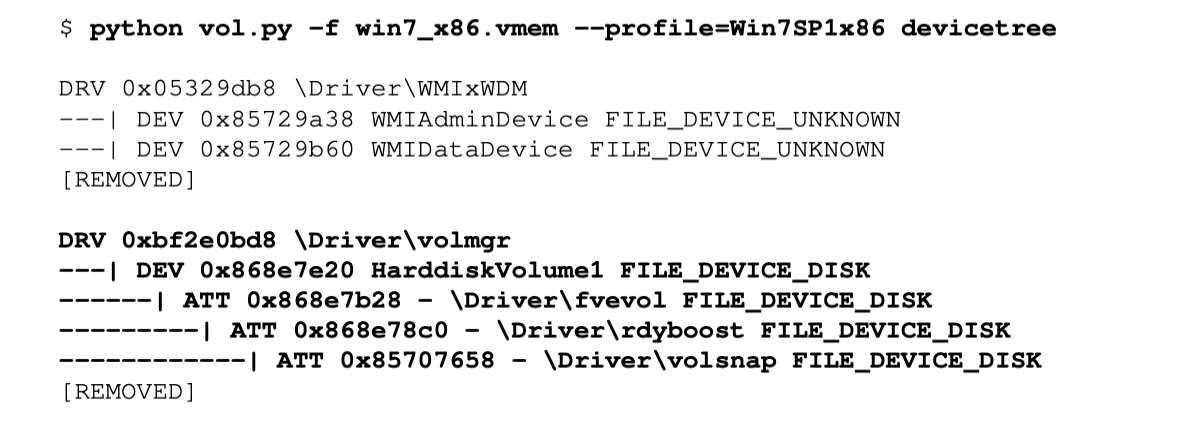 $ python vol.py –f win7_x86.vmem --profile=Win7SP1x86 devicetree
DRV 0x05329db8 \Driver\WMIxWDM
---| DEV 0x85729a38 WMIAdminDevice FILE_DEVICE_UNKNOWN
---| DEV 0x85729b60 WMIDataDevice FILE_DEVICE_UNKNOWN
[REMOVED]
DRV 0xbf2e0bd8 \Driver\volmgr
---| DEV 0x868e7e20 HarddiskVolume1 FILE_DEVICE_DISK
------| ATT 0x868e7b28 – \Driver\fvevol FILE_DEVICE_DISK
---------| ATT 0x868e78c0 – \Driver\rdyboost FILE_DEVICE_DISK
------------| ATT 0x85707658 – \Driver\volsnap FILE_DEVICE_DISK
[REMOVED]